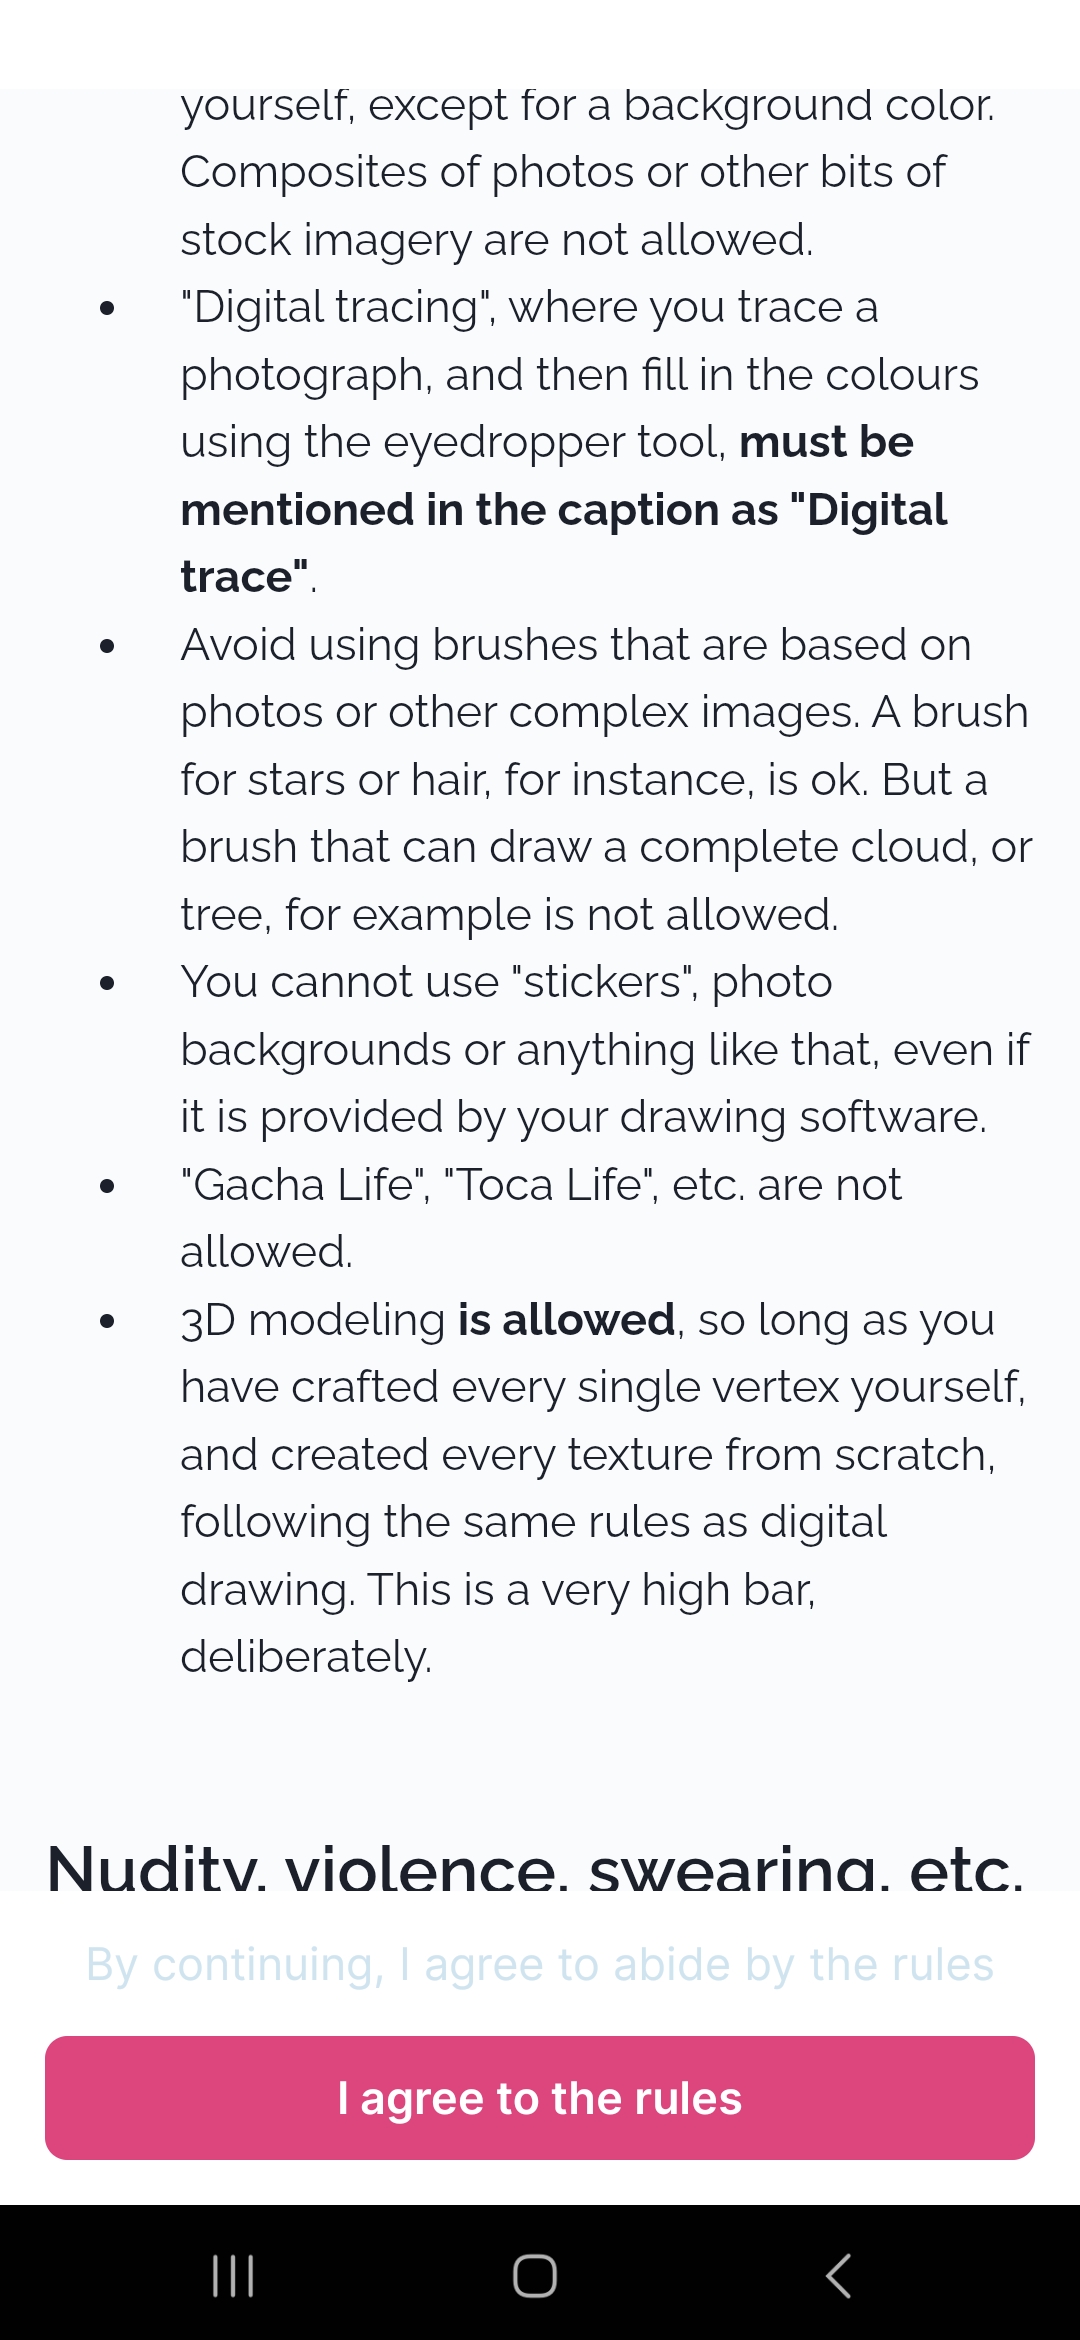 yourself, except for a background color.
Composites of photos or other bits of
stock imagery are not allowed.
• "Digital tracing", where you trace a
photograph, and then fill in the colours
using the eyedropper tool, must be
mentioned in the caption as "Digital
trace".
• Avoid using brushes that are based on
photos or other complex images. A brush
for stars or hair, for instance, is ok. But a
brush that can draw a complete cloud, or
tree, for example is not allowed.
• You cannot use "stickers", photo
backgrounds or anything like that, even if
it is provided by your drawing software.
• "Gacha Life", "Toca Life", etc. are not
allowed.
• 3D modeling is allowed, so long as you
have crafted every single vertex yourself,
and created every texture from scratch,
following the same rules as digital
drawing. This is a very high bar,
deliberately.
Nudity, violence, swearing, etc.
By continuing, I agree to abide by the rules
I agree to the rules